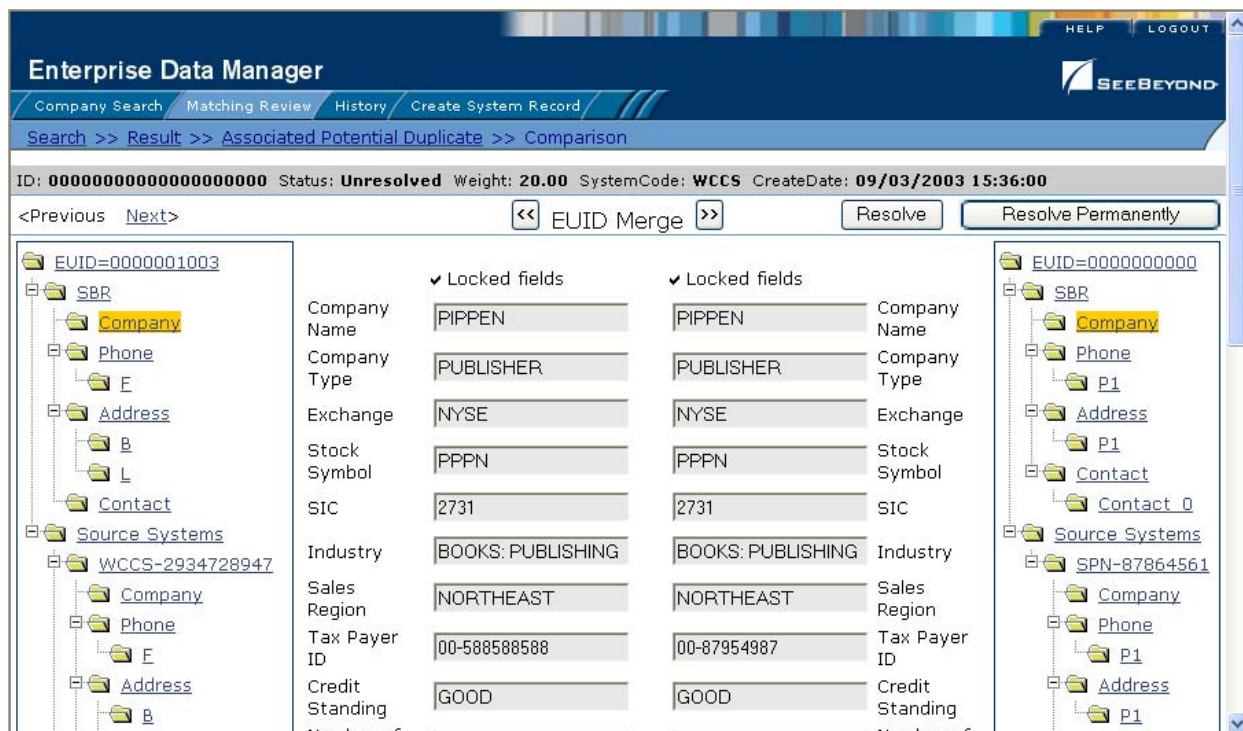 HELP LOGOUT
Enterprise Data Manager
SEEBEYOND
Company Search Matching Review History Create System Record
Search >> Result >> Associated Potential Duplicate >> Comparison
ID: 00000000000000000000 Status: Unresolved Weight: 20.00 SystemCode: WCCS CreateDate: 09/03/2003 15:36:00
<Previous Next> << EUID Merge >> Resolve Resolve Permanently
EUID=0000001003
SBR
Company
Phone
F
Address
B
L
Contact
Source Systems
WCCS-2934728947
Company
Phone
F
Address
B
✓ Locked fields ✓ Locked fields
Company Name PIPPEN PIPPEN Company Name
Company Type PUBLISHER PUBLISHER Company Type
Exchange NYSE NYSE Exchange
Stock Symbol PPPN PPPN Stock Symbol
SIC 2731 2731 SIC
Industry BOOKS: PUBLISHING BOOKS: PUBLISHING Industry
Sales Region NORTHEAST NORTHEAST Sales Region
Tax Payer ID 00-588588588 00-87954987 Tax Payer ID
Credit Standing GOOD GOOD Credit Standing
EUID=0000000000
SBR
Company
Phone
P1
Address
P1
Contact
Contact_0
Source Systems
SPN-87864561
Company
Phone
P1
Address
P1